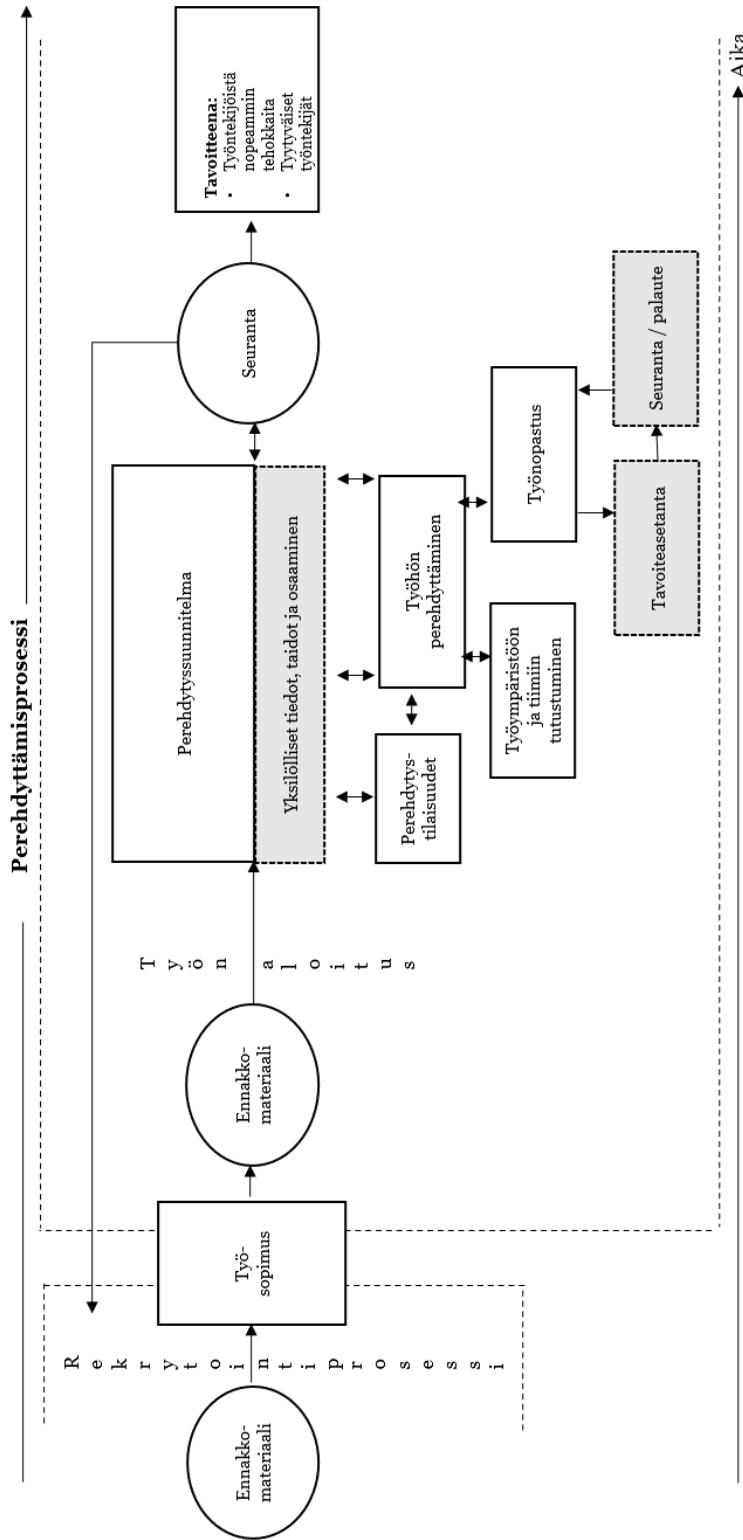 Perehdyttämisprosessi
Ennakko-
materiaali
Rekrytointiprosessi
Työ-
sopimus
Ennakko-
materiaali
Työn aloitus
Perehdytyssuunnitelma
Yksilölliset tiedot, taidot ja osaaminen
Seuranta
Tavoitteena:
• Työntekijöistä
nopeammin
tehokkaita
• Tyytyväiset
työntekijät
Perehdytys-
tilaisuudet
Työhön
perehdyttäminen
Työympäristöön
ja tiimiin
tutustuminen
Työnopastus
Tavoiteasetanta
Seuranta / palaute
Aika